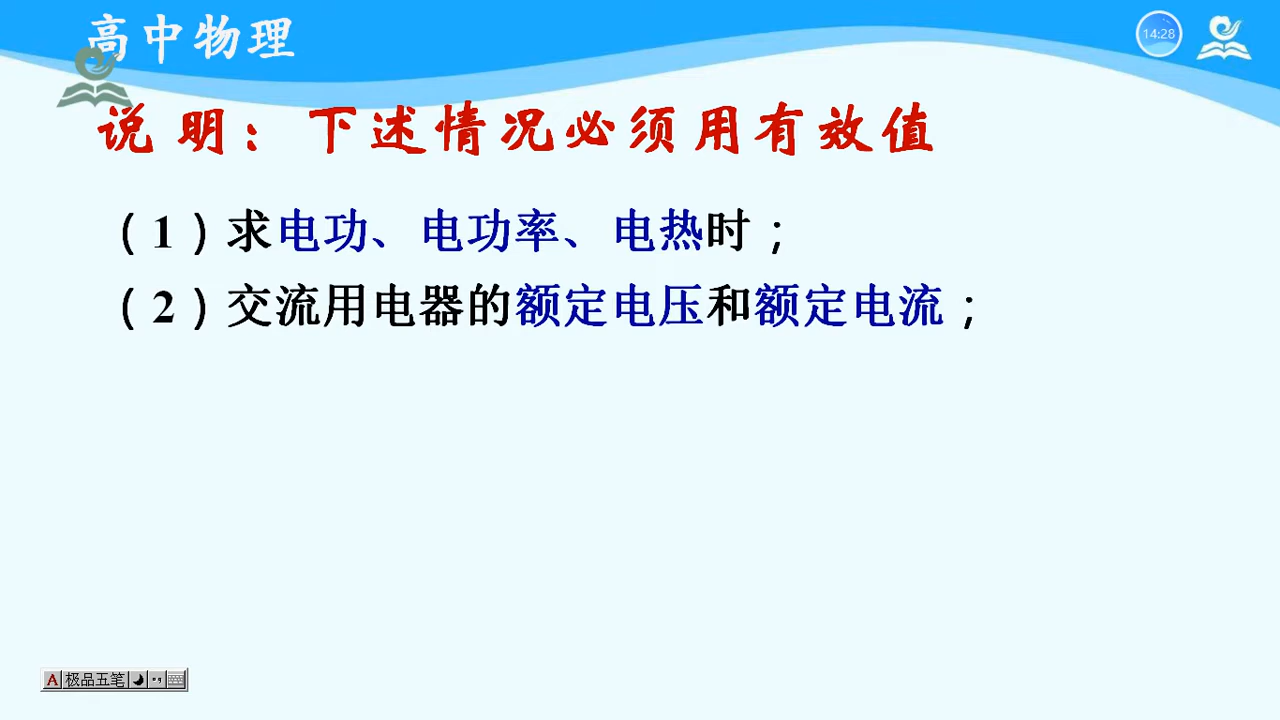 高中物理
14:28
说明：下述情况必须用有效值
（1）求电功、电功率、电热时；
（2）交流用电器的额定电压和额定电流；
A 极品五笔